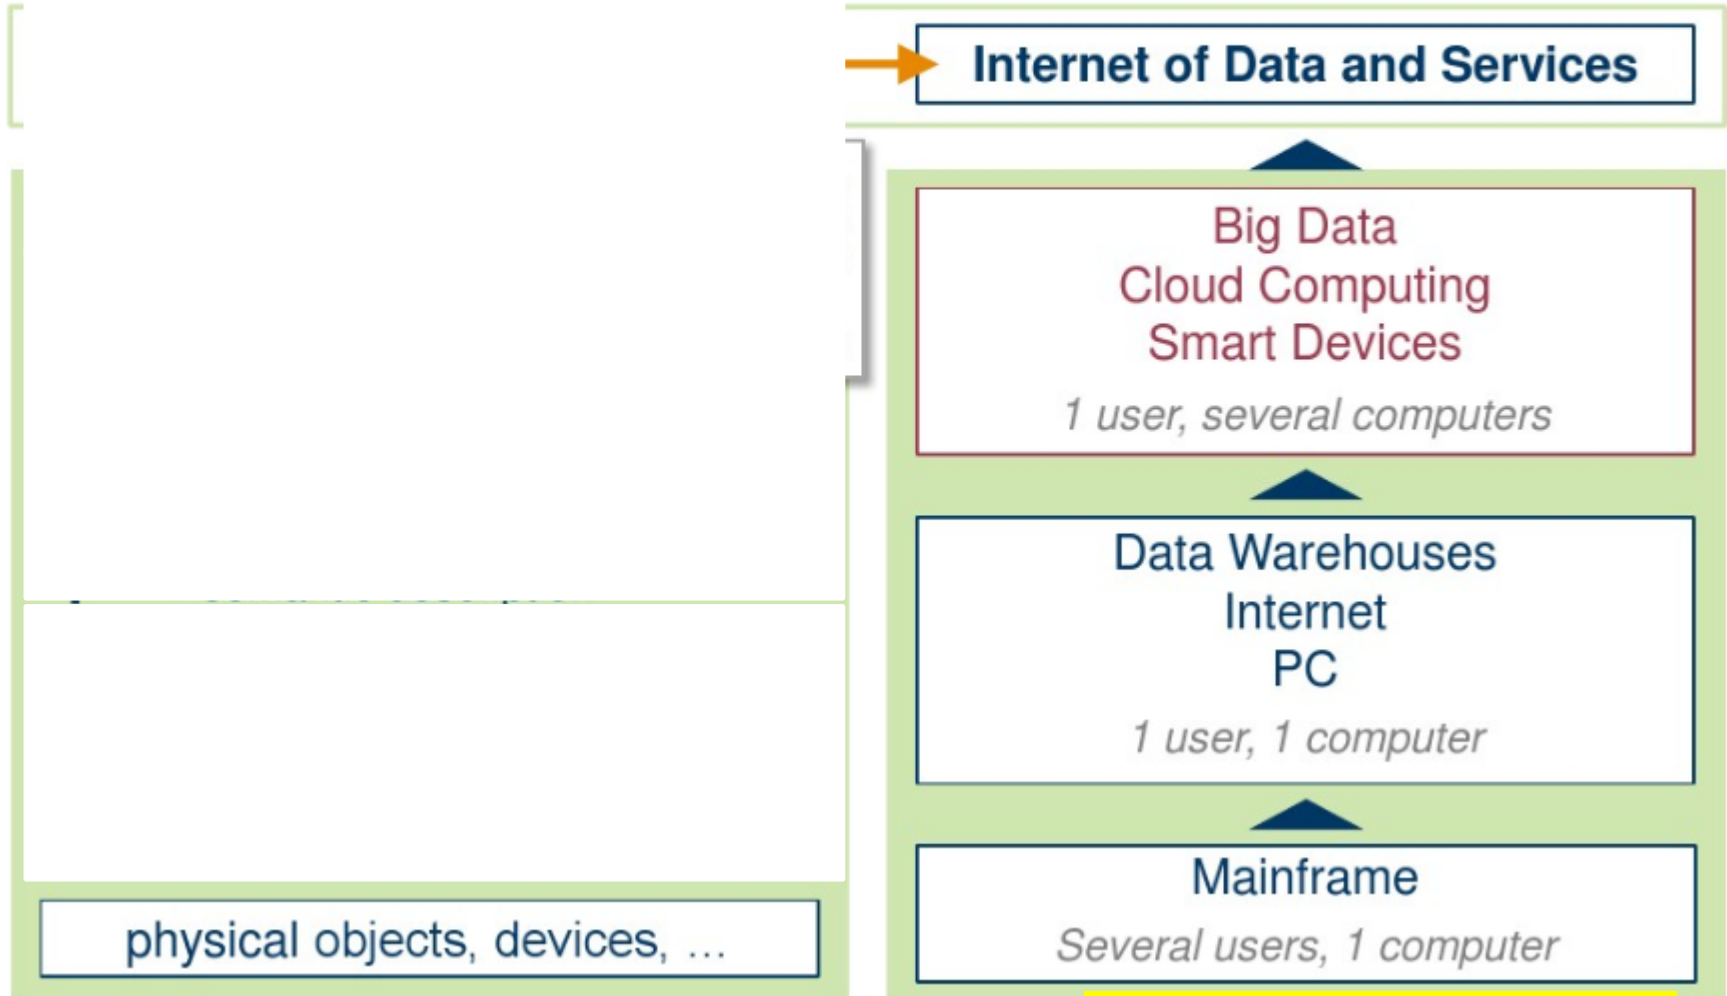 Internet of Data and Services
Big Data
Cloud Computing
Smart Devices
1 user, several computers
Data Warehouses
Internet
PC
1 user, 1 computer
Mainframe
Several users, 1 computer
physical objects, devices, ...